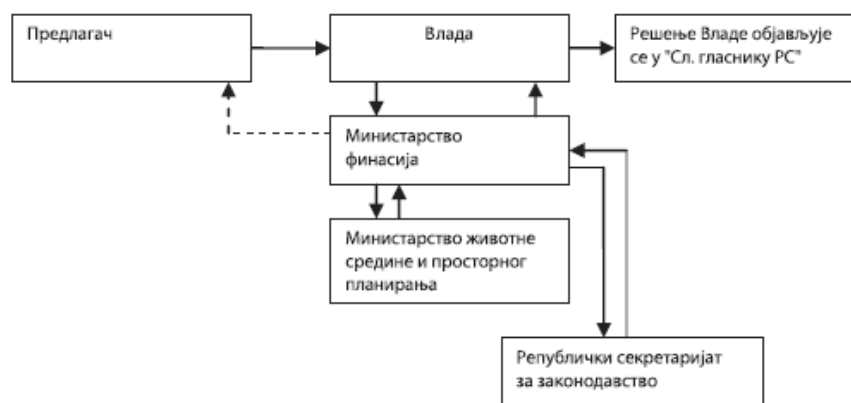 Предлагач
Влада
Решење Владе објављује
се у "Сл. гласнику РС"
Министарство
финасија
Министарство животне
средине и просторног
планирања
Републички секретаријат
за законодавство